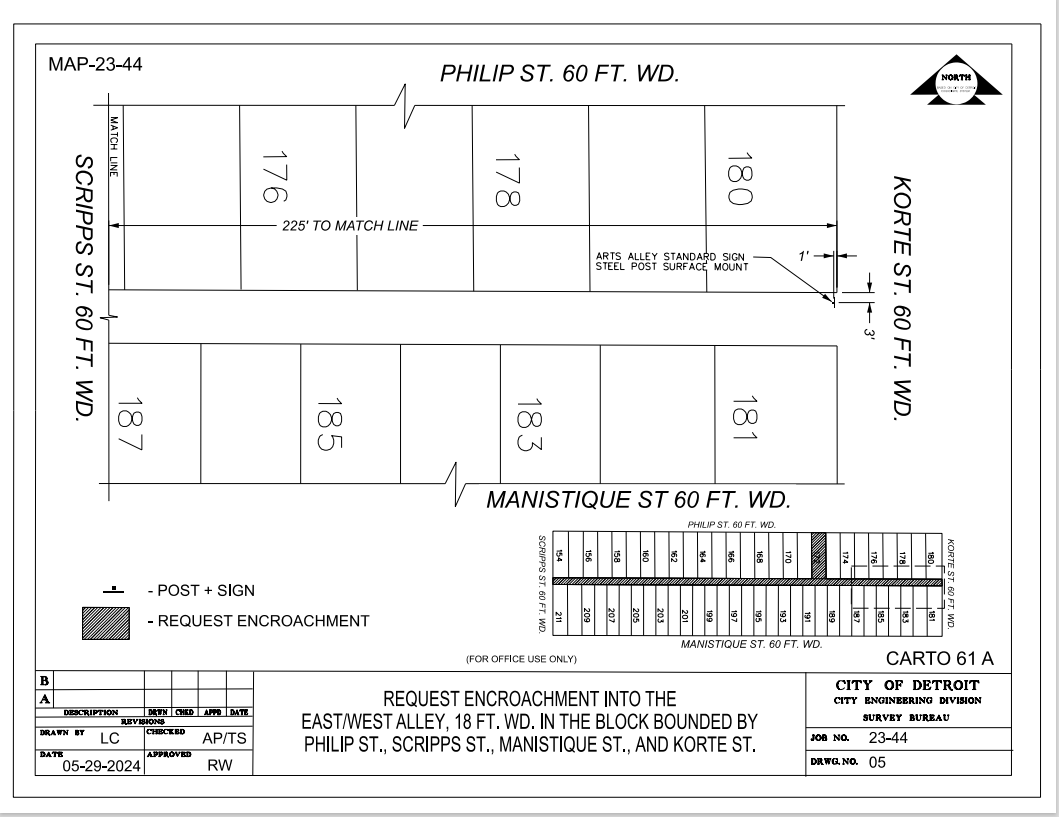 MAP-23-44
PHILIP ST. 60 FT. WD.
NORTH
MATCH LINE
SCRIPPS ST. 60 FT. WD.
KORTE ST. 60 FT. WD.
176
178
180
225' TO MATCH LINE
ARTS ALLEY STANDARD SIGN
STEEL POST SURFACE MOUNT
1'
3'
187
185
183
181
MANISTIQUE ST 60 FT. WD.
PHILIP ST. 60 FT. WD.
SCRIPPS ST. 60 FT. WD.
KORTE ST. 60 FT. WD.
154 156 158 160 162 164 166 168 170 174 176 178 180
211 209 207 205 203 201 199 197 195 193 191 189 187 185 183 181
MANISTIQUE ST. 60 FT. WD.
- POST + SIGN
- REQUEST ENCROACHMENT
(FOR OFFICE USE ONLY)
CARTO 61 A
B
A
DESCRIPTION DRWN CHKD APPD DATE
REVISIONS
DRAWN BY LC
CHECKED AP/TS
DATE 05-29-2024
APPROVED RW
REQUEST ENCROACHMENT INTO THE
EAST/WEST ALLEY, 18 FT. WD. IN THE BLOCK BOUNDED BY
PHILIP ST., SCRIPPS ST., MANISTIQUE ST., AND KORTE ST.
CITY OF DETROIT
CITY ENGINEERING DIVISION
SURVEY BUREAU
JOB NO. 23-44
DRWG. NO. 05